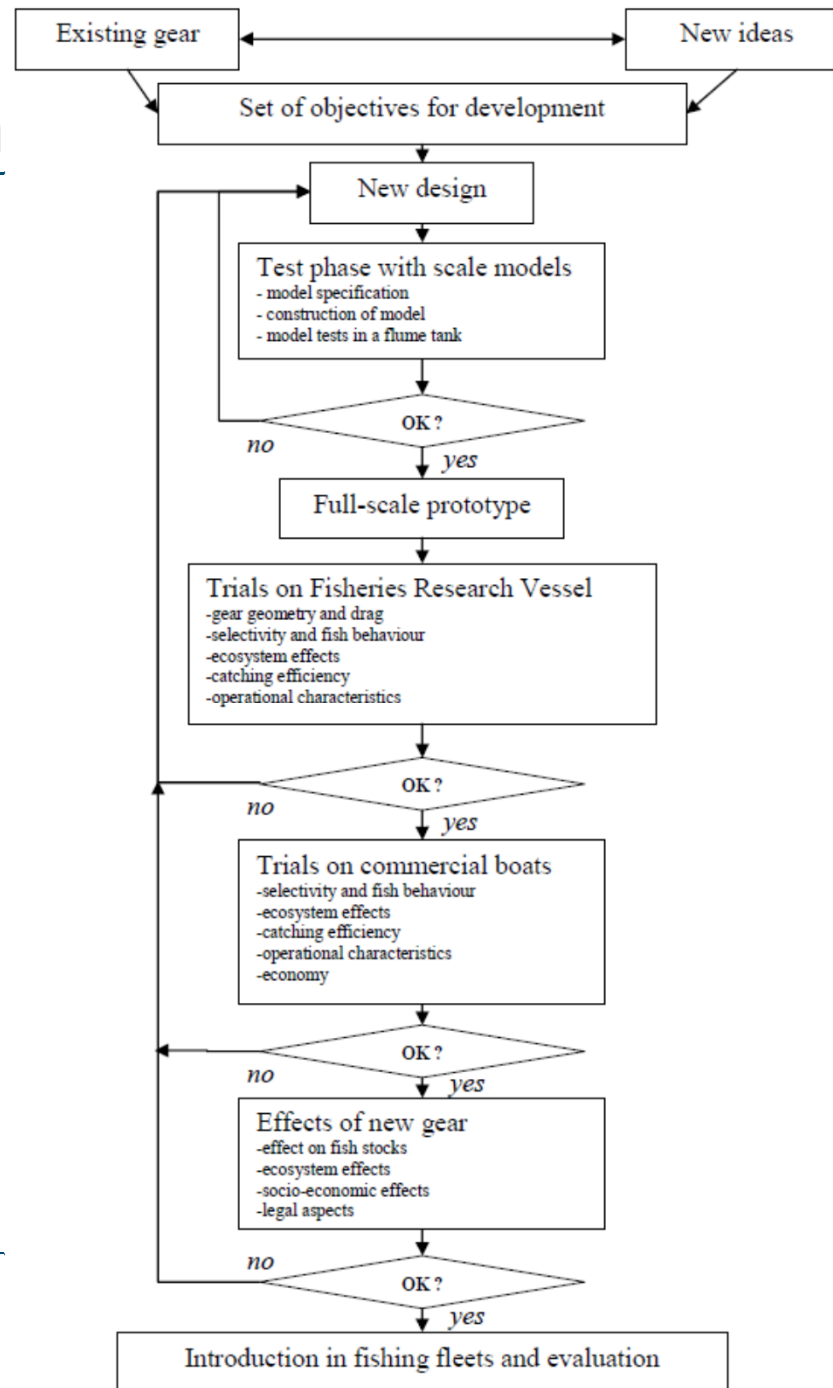 Existing gear
New ideas
Set of objectives for development
New design
Test phase with scale models
- model specification
- construction of model
- model tests in a flume tank
OK?
no
yes
Full-scale prototype
Trials on Fisheries Research Vessel
-gear geometry and drag
-selectivity and fish behaviour
-ecosystem effects
-catching efficiency
-operational characteristics
OK?
no
yes
Trials on commercial boats
-selectivity and fish behaviour
-ecosystem effects
-catching efficiency
-operational characteristics
-economy
OK?
no
yes
Effects of new gear
-effect on fish stocks
-ecosystem effects
-socio-economic effects
-legal aspects
no
OK?
yes
Introduction in fishing fleets and evaluation